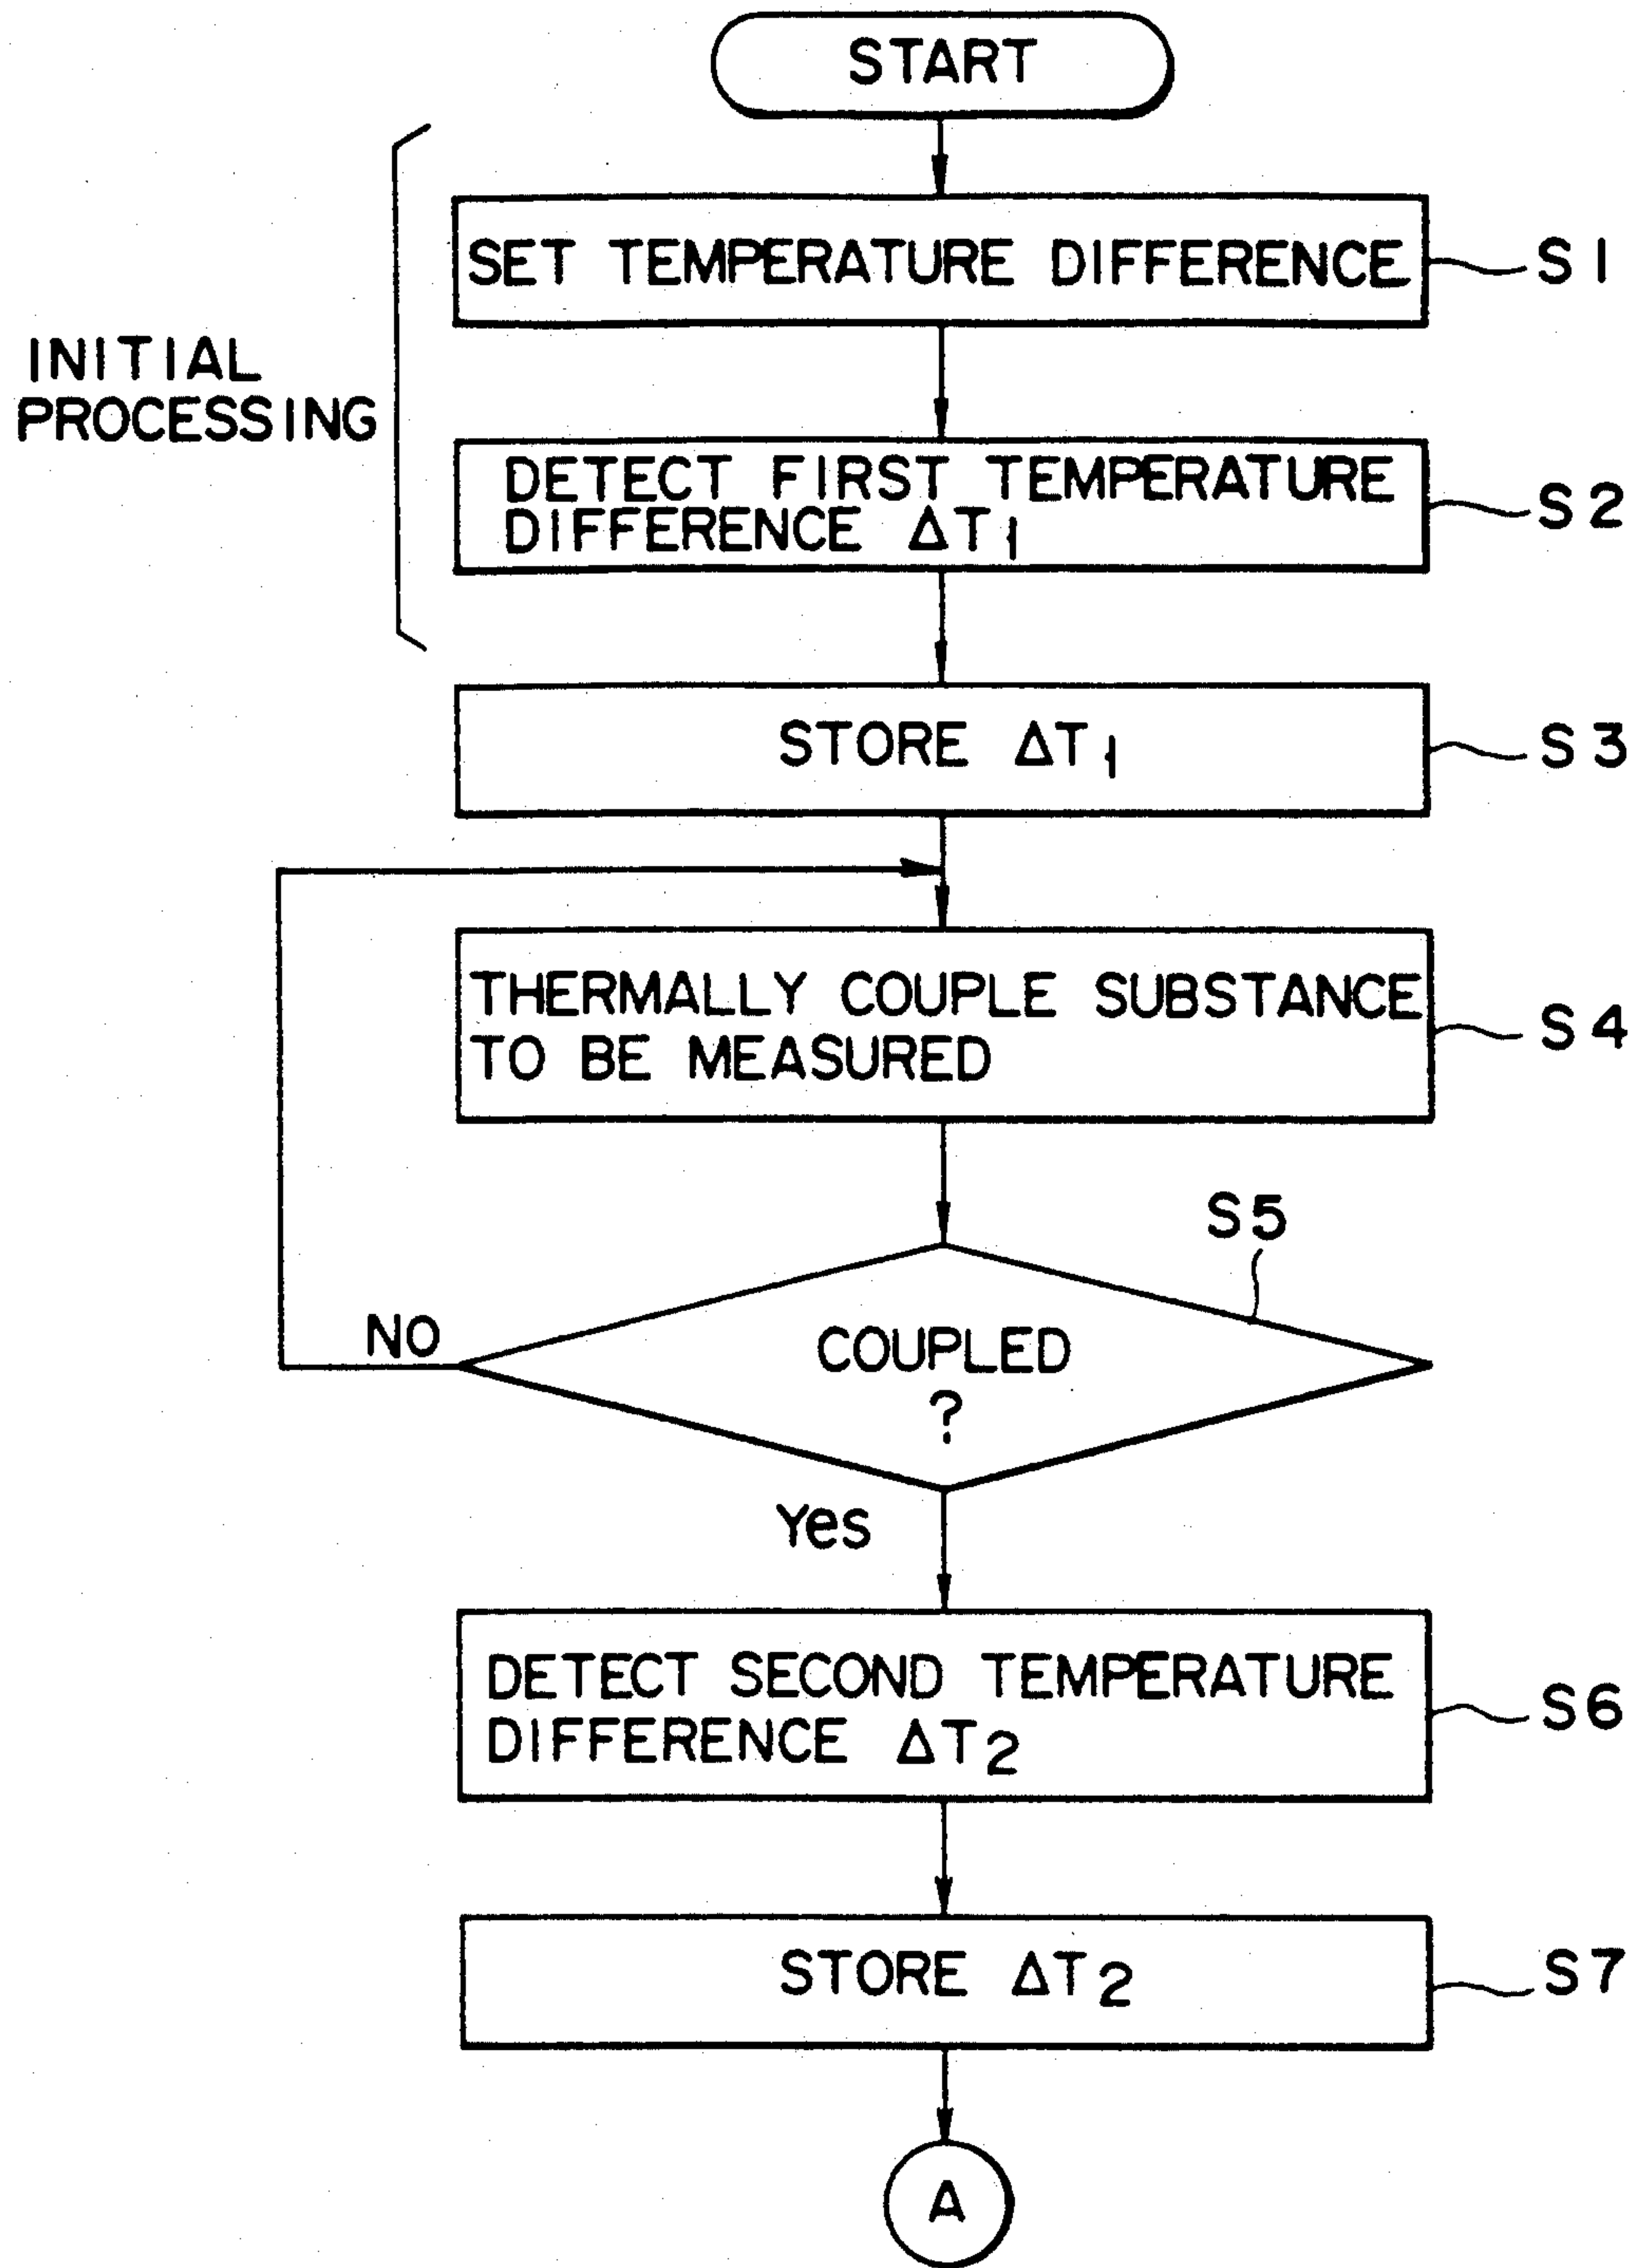 START
SET TEMPERATURE DIFFERENCE
S1
INITIAL
PROCESSING
DETECT FIRST TEMPERATURE
DIFFERENCE ΔT1
S2
STORE ΔT1
S3
THERMALLY COUPLE SUBSTANCE
TO BE MEASURED
S4
S5
NO
COUPLED
?
Yes
DETECT SECOND TEMPERATURE
DIFFERENCE ΔT2
S6
STORE ΔT2
S7
A